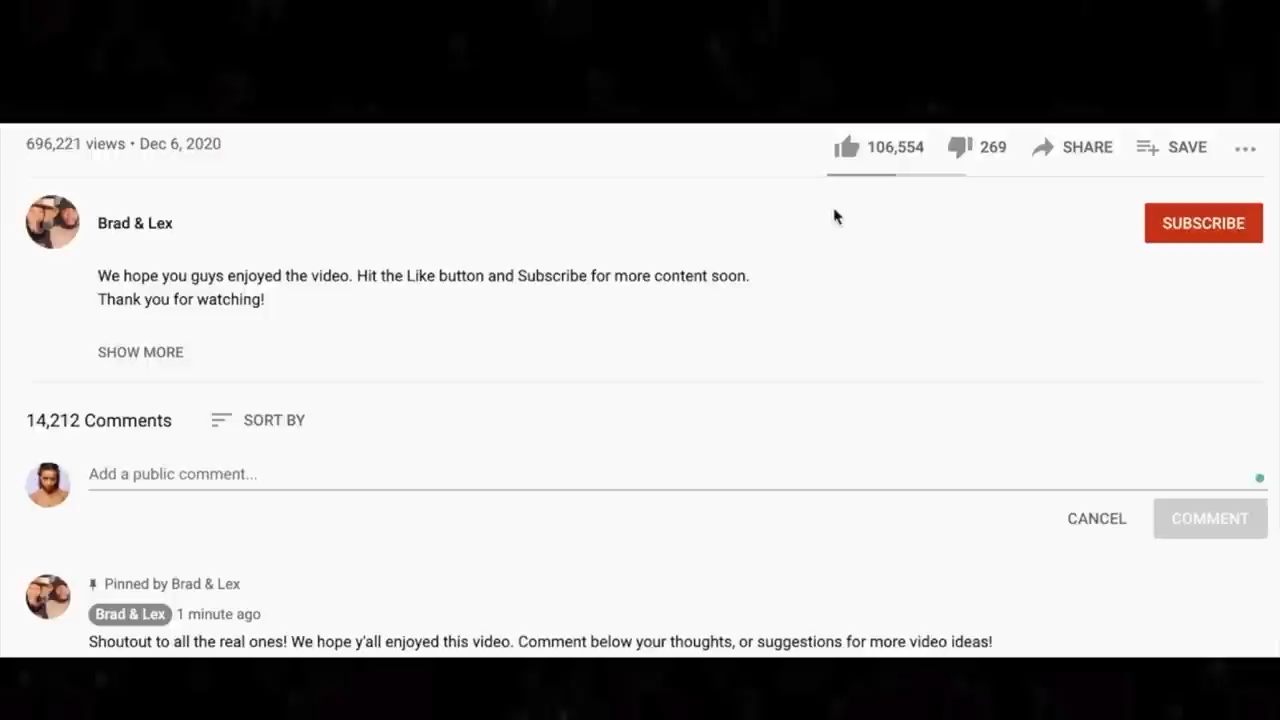 696,221 views • Dec 6, 2020
106,554
269
SHARE
SAVE
Brad & Lex
SUBSCRIBE
We hope you guys enjoyed the video. Hit the Like button and Subscribe for more content soon.
Thank you for watching!
SHOW MORE
14,212 Comments
SORT BY
Add a public comment...
CANCEL
COMMENT
Pinned by Brad & Lex
Brad & Lex 1 minute ago
Shoutout to all the real ones! We hope y'all enjoyed this video. Comment below your thoughts, or suggestions for more video ideas!